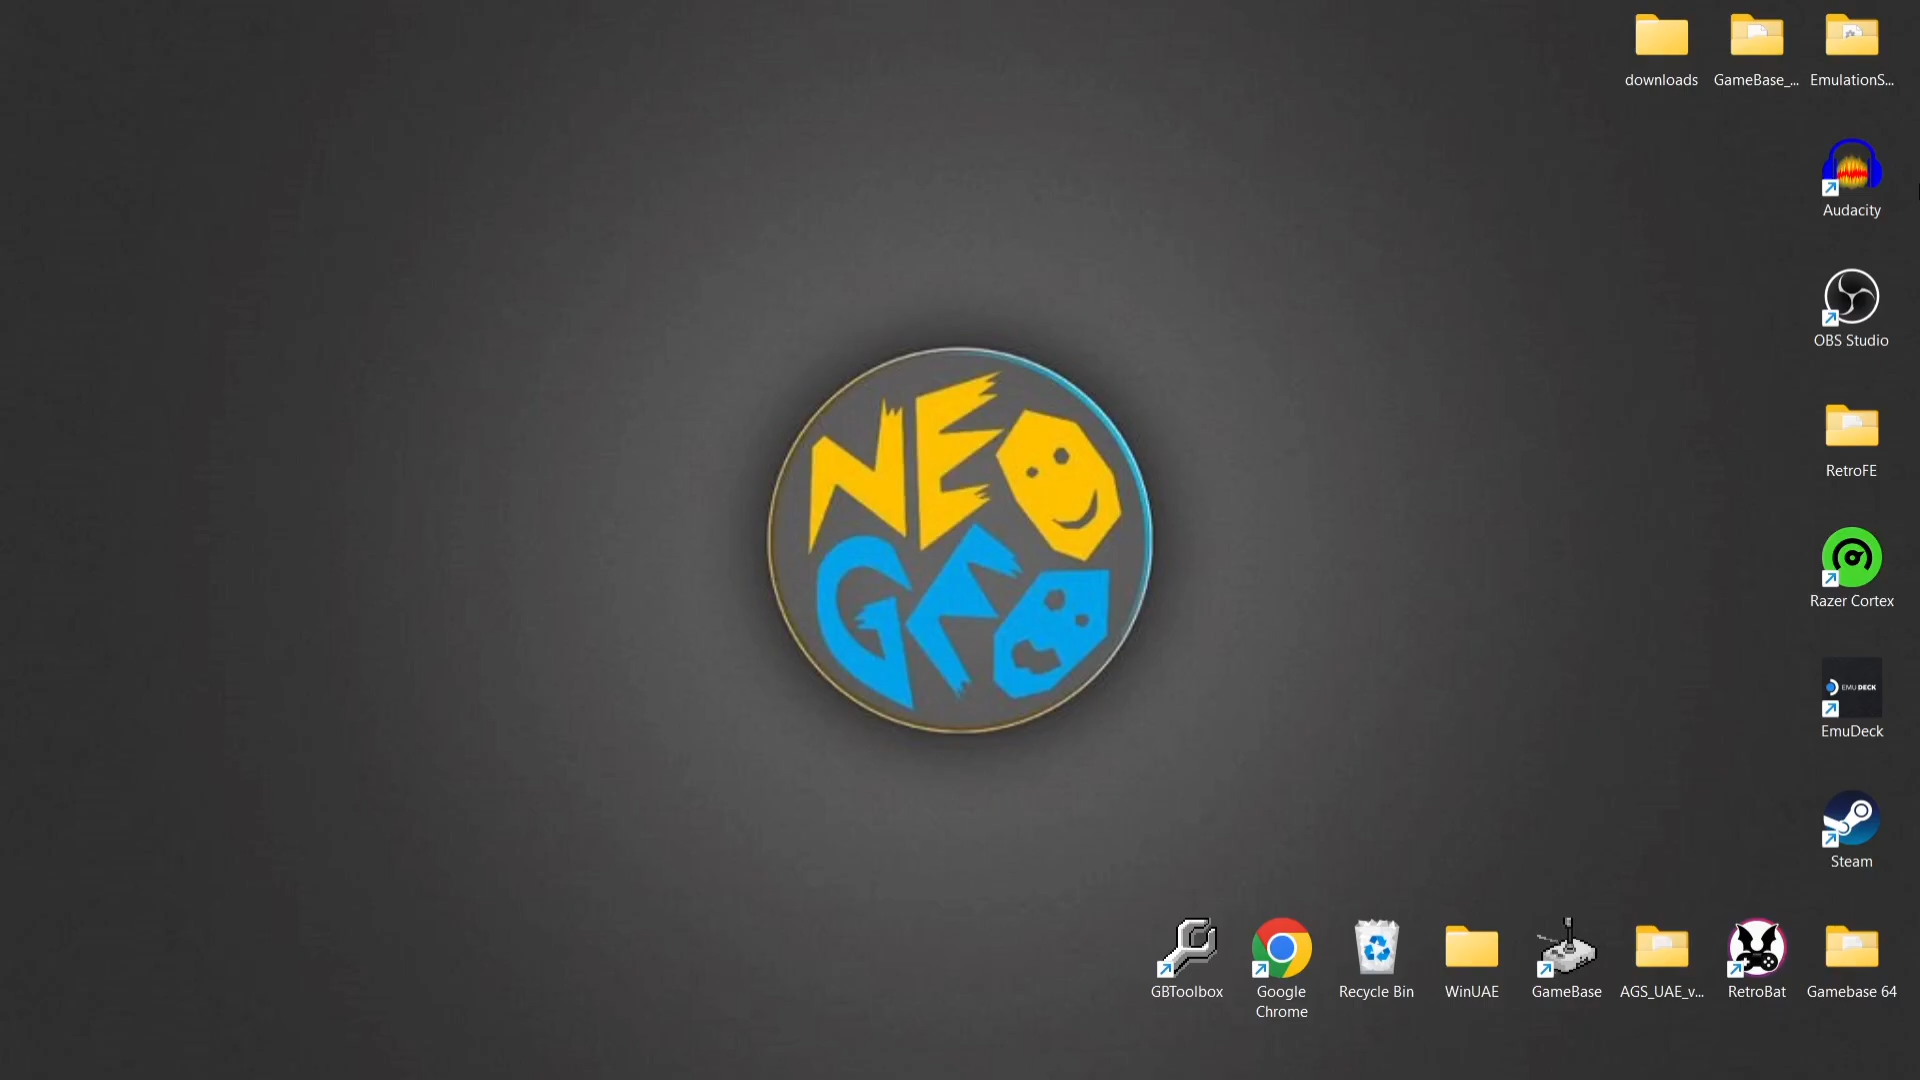 downloads
GameBase_...
EmulationS...
Audacity
OBS Studio
NEO
GEO
RetroFE
Razer Cortex
EMUDECK
EmuDeck
Steam
GBToolbox
Google
Chrome
Recycle Bin
WinUAE
GameBase
AGS_UAE_v...
RetroBat
Gamebase 64